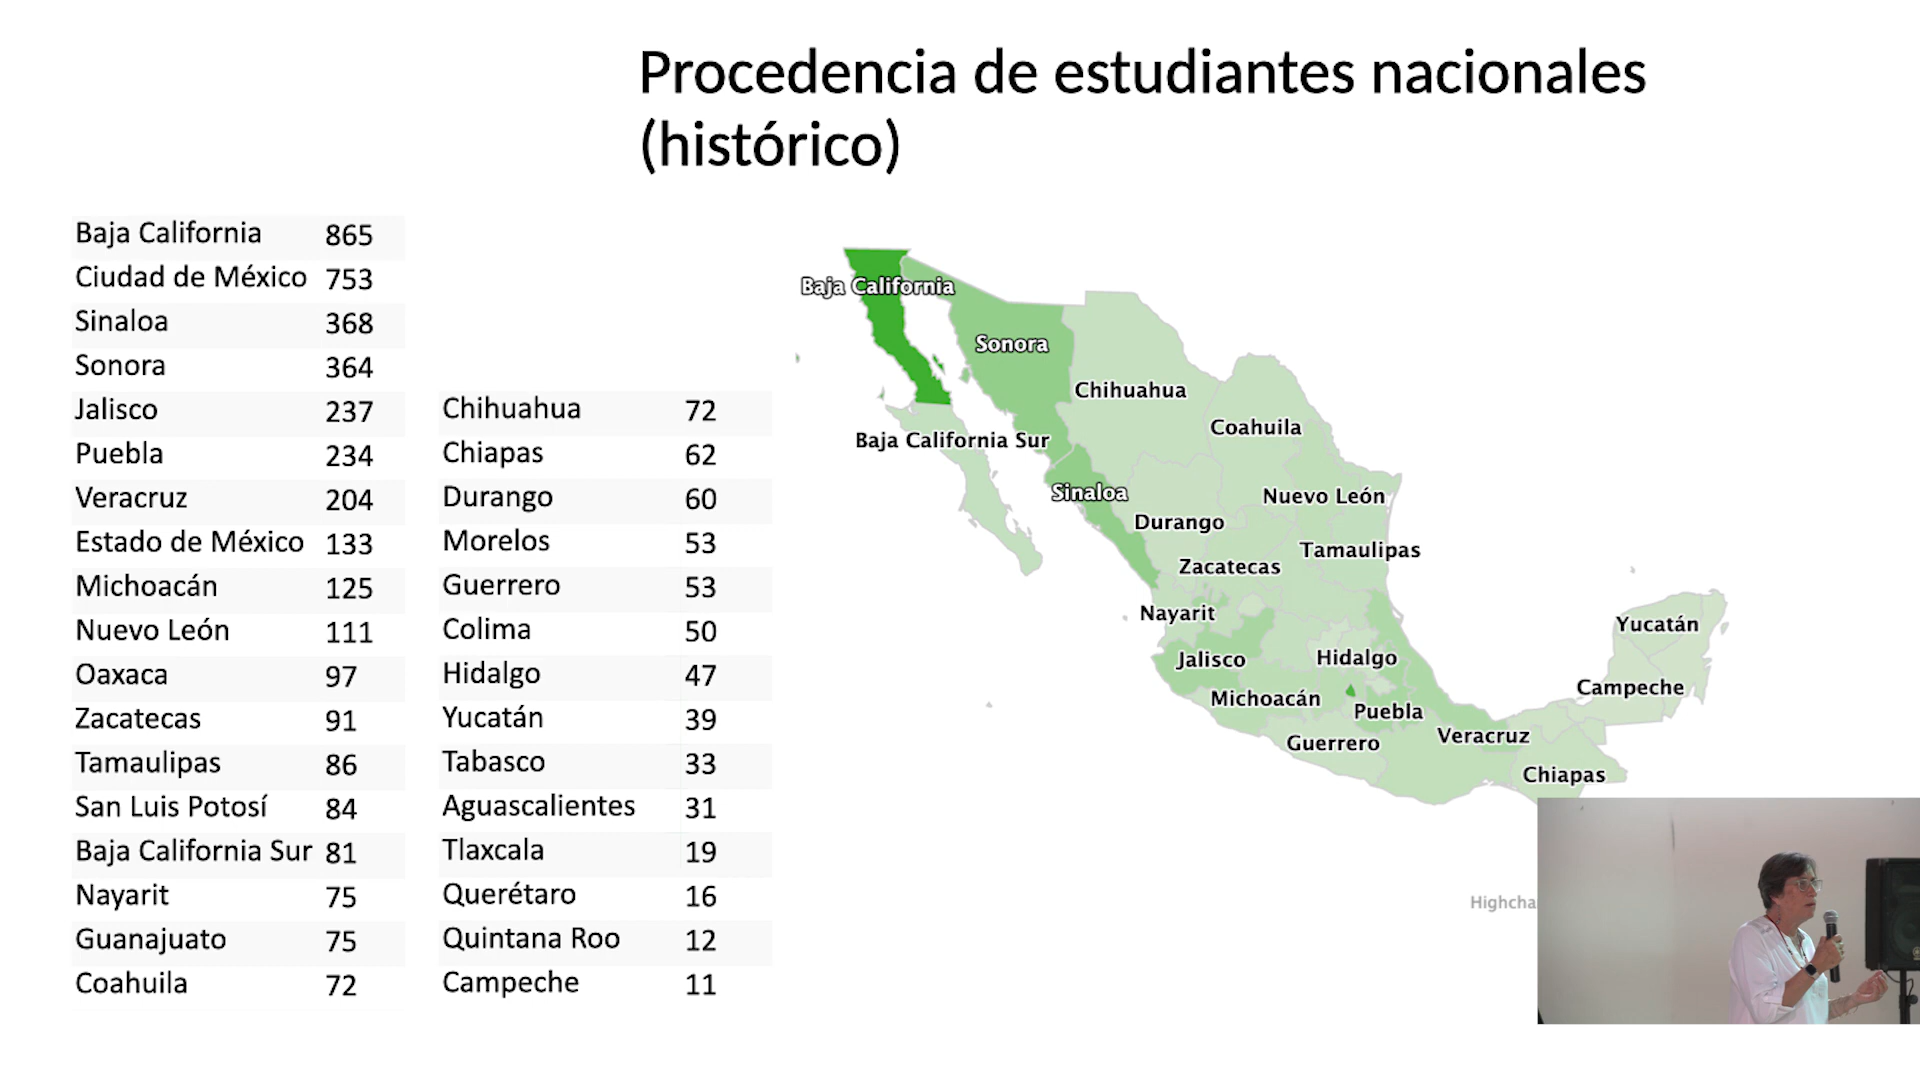 Procedencia de estudiantes nacionales
(histórico)
Baja California 865
Ciudad de México 753
Sinaloa 368
Sonora 364
Jalisco 237
Puebla 234
Veracruz 204
Estado de México 133
Michoacán 125
Nuevo León 111
Oaxaca 97
Zacatecas 91
Tamaulipas 86
San Luis Potosí 84
Baja California Sur 81
Nayarit 75
Guanajuato 75
Coahuila 72
Chihuahua 72
Chiapas 62
Durango 60
Morelos 53
Guerrero 53
Colima 50
Hidalgo 47
Yucatán 39
Tabasco 33
Aguascalientes 31
Tlaxcala 19
Querétaro 16
Quintana Roo 12
Campeche 11
Baja California
Sonora
Chihuahua
Coahuila
Baja California Sur
Sinaloa
Nuevo León
Durango
Tamaulipas
Zacatecas
Nayarit
Yucatán
Jalisco
Hidalgo
Campeche
Michoacán
Puebla
Veracruz
Guerrero
Chiapas
Highcha